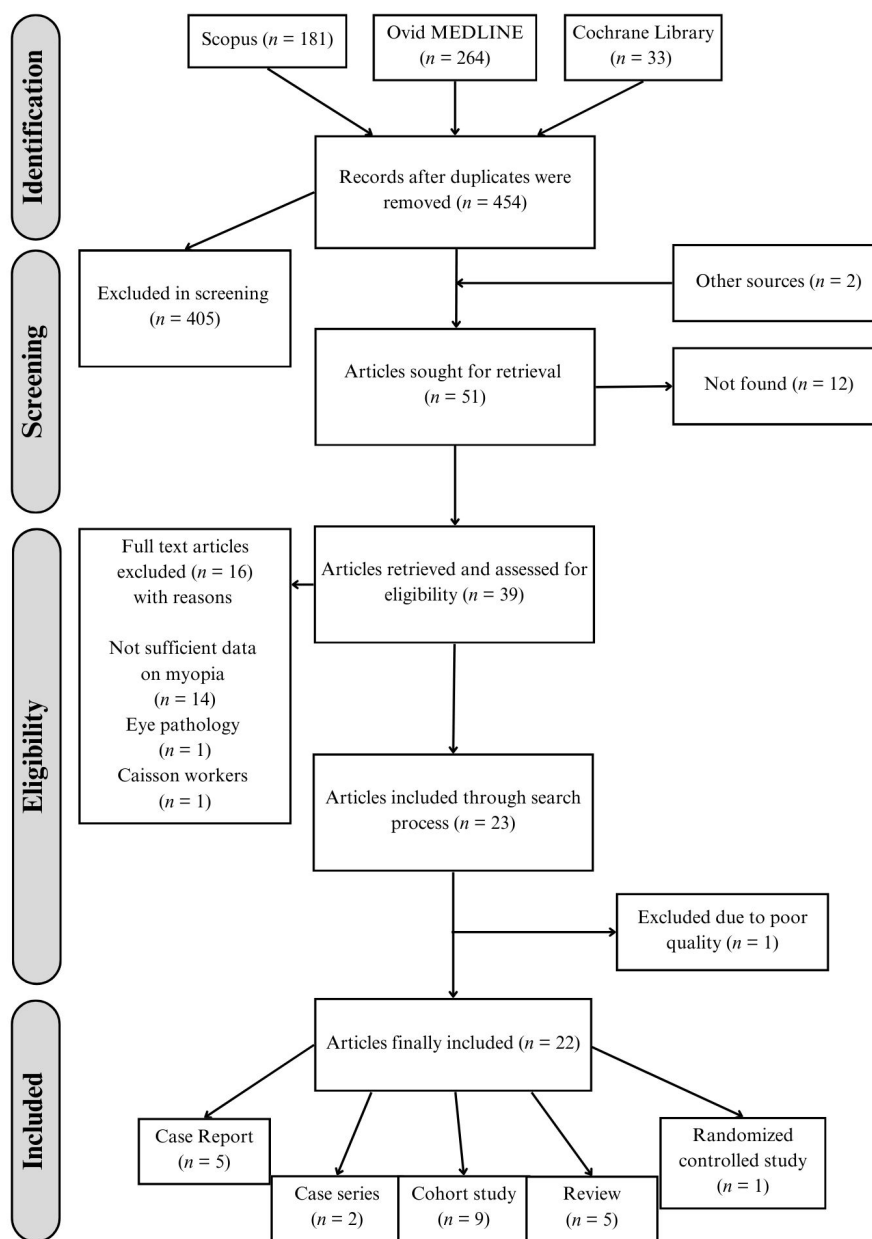 Identification
Scopus (n = 181)
Ovid MEDLINE
(n = 264)
Cochrane Library
(n = 33)
Records after duplicates were
removed (n = 454)
Screening
Excluded in screening
(n = 405)
Other sources (n = 2)
Articles sought for retrieval
(n = 51)
Not found (n = 12)
Eligibility
Full text articles
excluded (n = 16)
with reasons
Not sufficient data
on myopia
(n = 14)
Eye pathology
(n = 1)
Caisson workers
(n = 1)
Articles retrieved and assessed for
eligibility (n = 39)
Articles included through search
process (n = 23)
Excluded due to poor
quality (n = 1)
Included
Articles finally included (n = 22)
Case Report
(n = 5)
Case series
(n = 2)
Cohort study
(n = 9)
Review
(n = 5)
Randomized
controlled study
(n = 1)